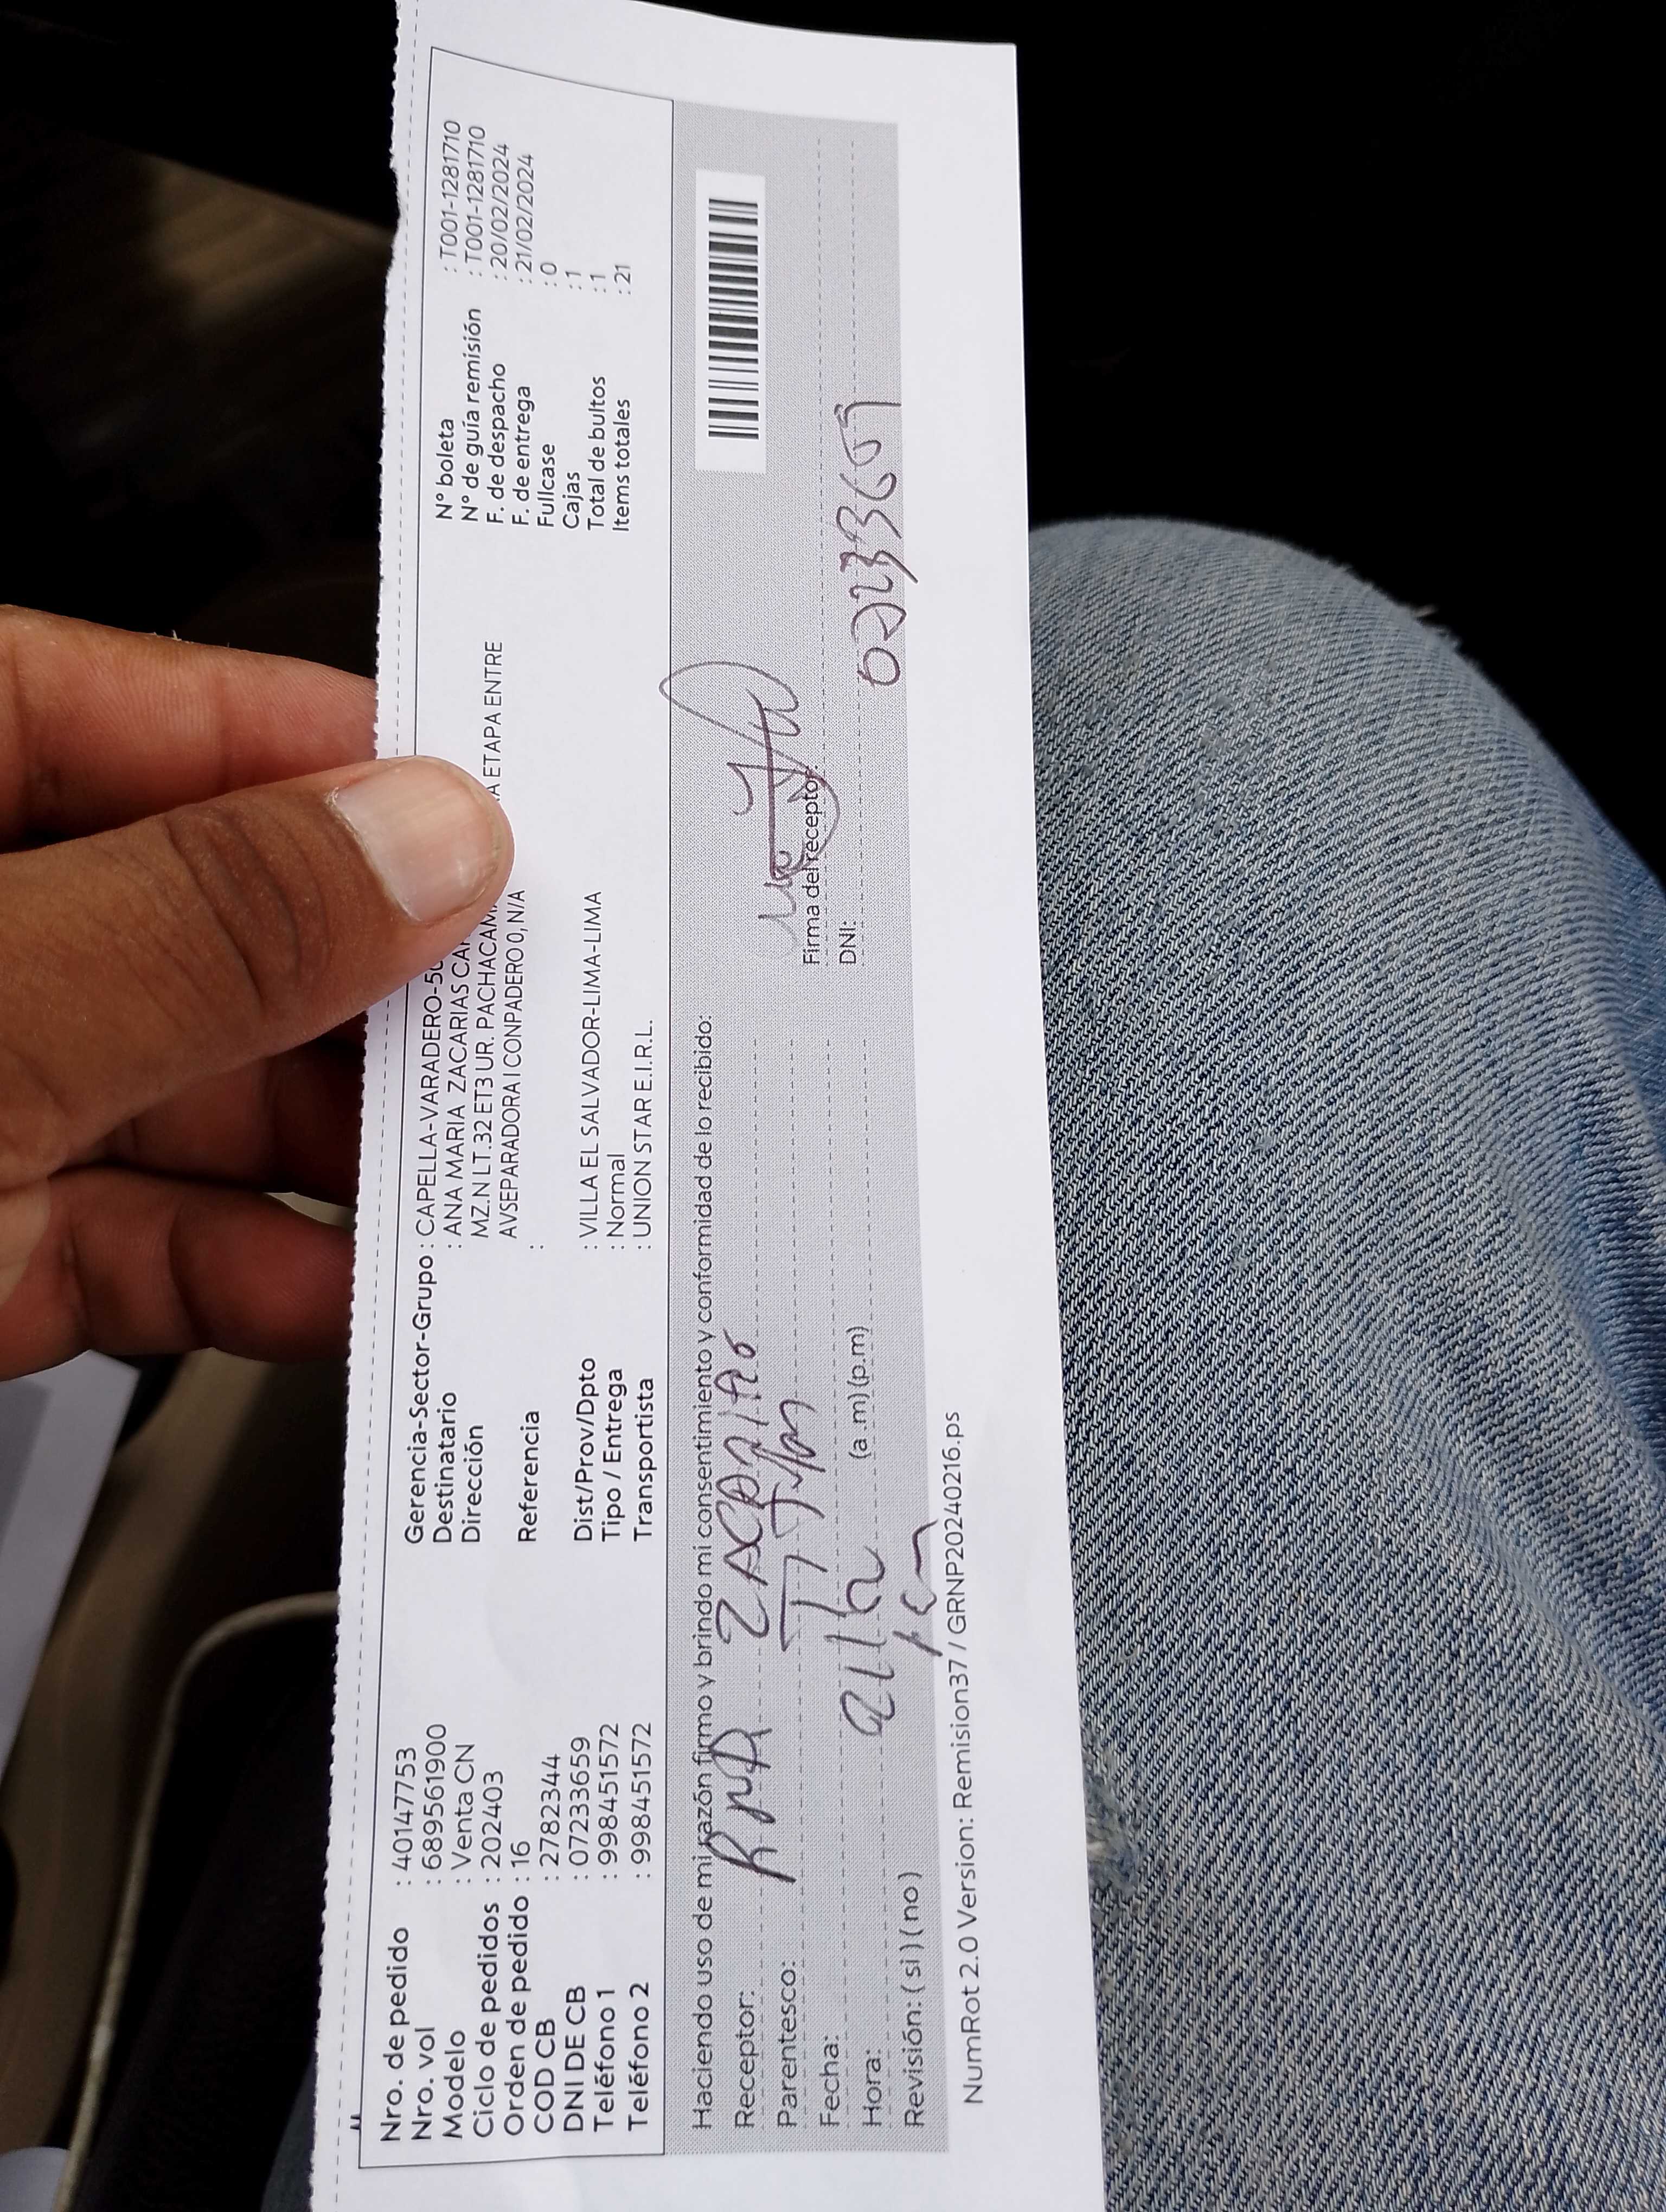 Nro. de pedido : 40147753
Nro. vol : 689561900
Modelo : Venta CN
Ciclo de pedidos : 202403
Orden de pedido : 16
COD CB : 2782344
DNI DE CB : 07233659
Teléfono 1 : 998451572
Teléfono 2 : 998451572
Gerencia-Sector-Grupo : CAPELLA-VARADERO-
Destinatario : ANA MARIA ZACARIAS
Dirección MZ.N LT.32 ET3 UR. ETAPA ENTRE
AVSEPARADORA I CONPADERO 0, N/A
Referencia :
Dist/Prov/Dpto : VILLA EL SALVADOR-LIMA-LIMA
Tipo / Entrega : Normal
Transportista : UNION STAR E.I.R.L.
N° boleta : T001-1281710
N° de guía remisión : T001-1281710
F. de despacho : 20/02/2024
F. de entrega : 21/02/2024
Fullcase : 0
Cajas : 1
Total de bultos : 1
Items totales : 21
Haciendo uso de mi razón firmo y brindo mi consentimiento y conformidad de lo recibido:
Receptor:
Parentesco:
Fecha:
Hora: (a.m) (p.m)
Revisión: ( si ) ( no )
Firma del receptor:
DNI: 07233659
NumRot 2.0 Version: Remision37 / GRNP20240216.ps